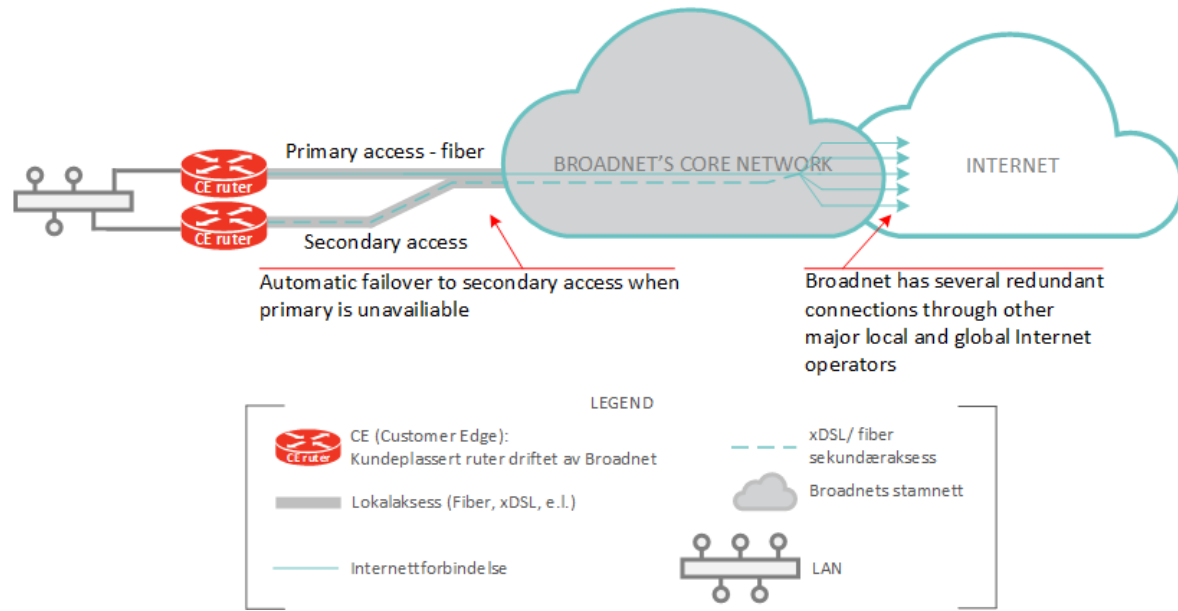 Primary access - fiber
CE ruter
CE ruter
Secondary access
BROADNET'S CORE NETWORK
INTERNET
Automatic failover to secondary access when
primary is unavailiable
Broadnet has several redundant
connections through other
major local and global Internet
operators
LEGEND
CE ruter
CE (Customer Edge):
Kundeplassert ruter driftet av Broadnet
xDSL/ fiber
sekundæraksess
Lokalaksess (Fiber, xDSL, e.l.)
Broadnets stamnett
Internettforbindelse
LAN